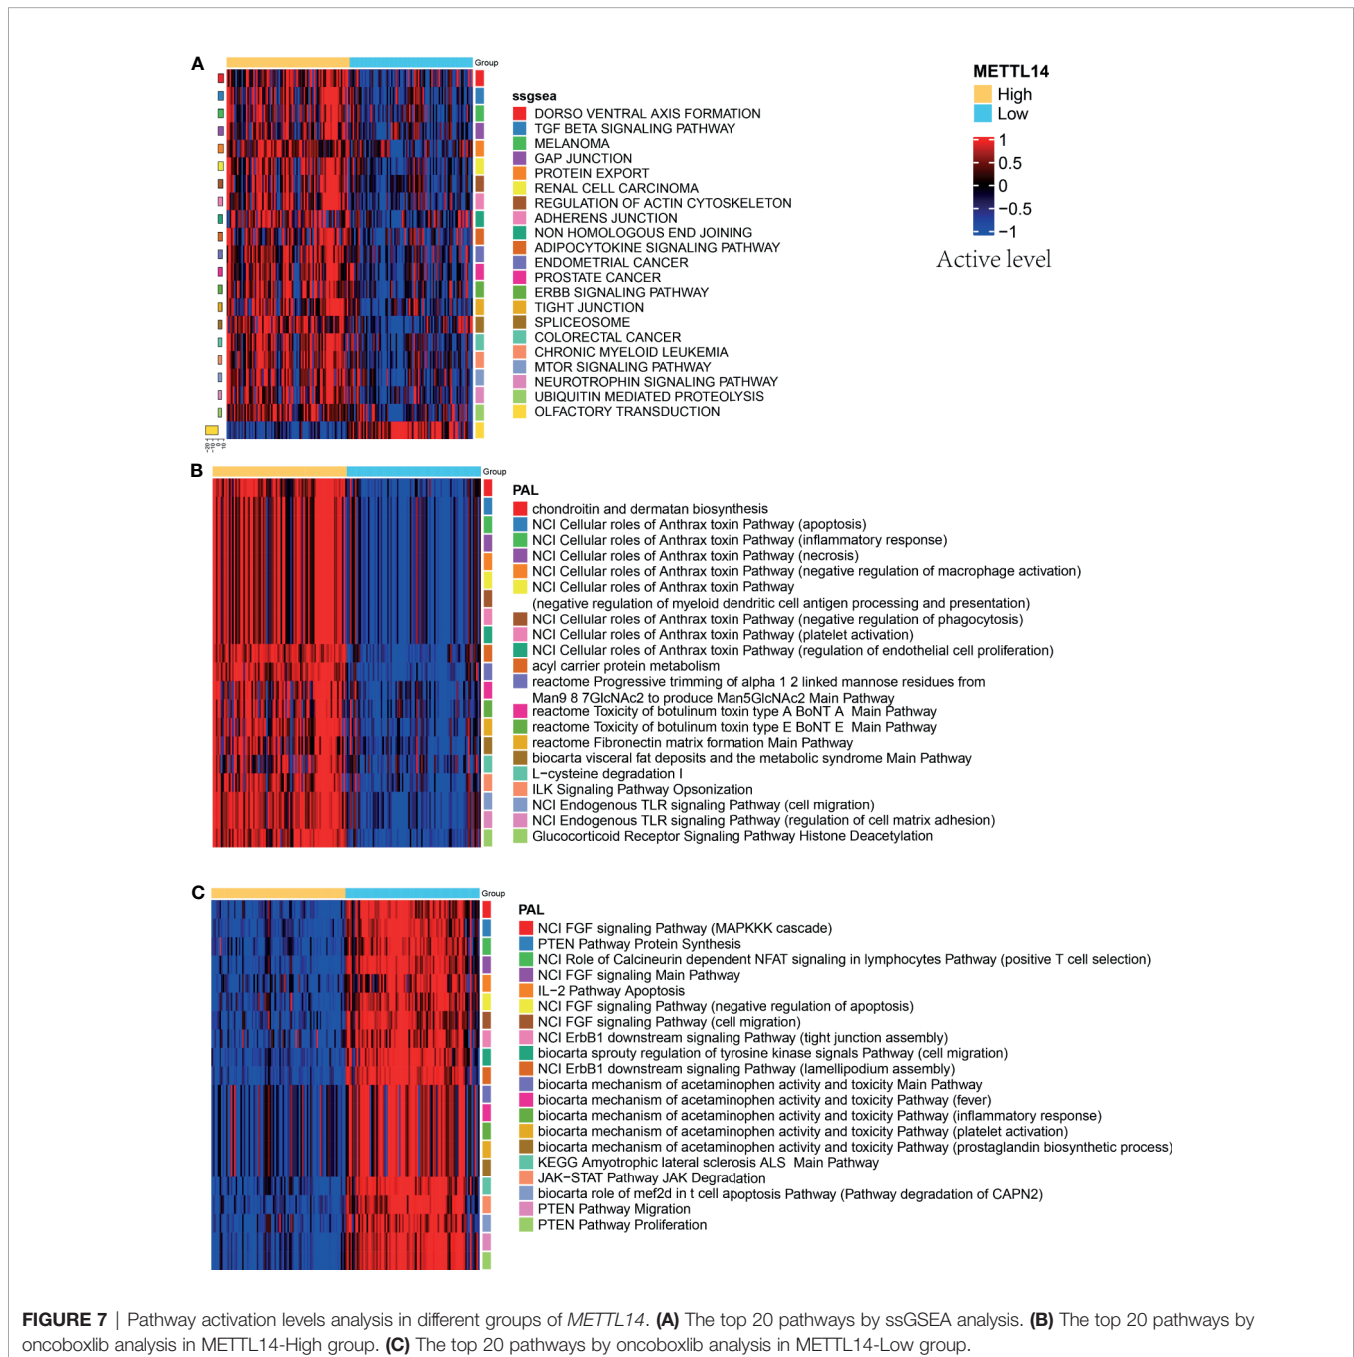 A
Group
ssgsea
DORSO VENTRAL AXIS FORMATION
TGF BETA SIGNALING PATHWAY
MELANOMA
GAP JUNCTION
PROTEIN EXPORT
RENAL CELL CARCINOMA
REGULATION OF ACTIN CYTOSKELETON
ADHERENS JUNCTION
NON HOMOLOGOUS END JOINING
ADIPOCYTOKINE SIGNALING PATHWAY
ENDOMETRIAL CANCER
PROSTATE CANCER
ERBB SIGNALING PATHWAY
TIGHT JUNCTION
SPLICEOSOME
COLORECTAL CANCER
CHRONIC MYELOID LEUKEMIA
MTOR SIGNALING PATHWAY
NEUROTROPHIN SIGNALING PATHWAY
UBIQUITIN MEDIATED PROTEOLYSIS
OLFACTORY TRANSDUCTION
METTL14
High
Low
1
0.5
0
−0.5
−1
Active level
B
Group
PAL
chondroitin and dermatan biosynthesis
NCI Cellular roles of Anthrax toxin Pathway (apoptosis)
NCI Cellular roles of Anthrax toxin Pathway (inflammatory response)
NCI Cellular roles of Anthrax toxin Pathway (necrosis)
NCI Cellular roles of Anthrax toxin Pathway (negative regulation of macrophage activation)
NCI Cellular roles of Anthrax toxin Pathway
(negative regulation of myeloid dendritic cell antigen processing and presentation)
NCI Cellular roles of Anthrax toxin Pathway (negative regulation of phagocytosis)
NCI Cellular roles of Anthrax toxin Pathway (platelet activation)
NCI Cellular roles of Anthrax toxin Pathway (regulation of endothelial cell proliferation)
acyl carrier protein metabolism
reactome Progressive trimming of alpha 1 2 linked mannose residues from
Man9 8 7GlcNAc2 to produce Man5GlcNAc2 Main Pathway
reactome Toxicity of botulinum toxin type A BoNT A Main Pathway
reactome Toxicity of botulinum toxin type E BoNT E Main Pathway
reactome Fibronectin matrix formation Main Pathway
biocarta visceral fat deposits and the metabolic syndrome Main Pathway
L−cysteine degradation I
ILK Signaling Pathway Opsonization
NCI Endogenous TLR signaling Pathway (cell migration)
NCI Endogenous TLR signaling Pathway (regulation of cell matrix adhesion)
Glucocorticoid Receptor Signaling Pathway Histone Deacetylation
C
Group
PAL
NCI FGF signaling Pathway (MAPKKK cascade)
PTEN Pathway Protein Synthesis
NCI Role of Calcineurin dependent NFAT signaling in lymphocytes Pathway (positive T cell selection)
NCI FGF signaling Main Pathway
IL−2 Pathway Apoptosis
NCI FGF signaling Pathway (negative regulation of apoptosis)
NCI FGF signaling Pathway (cell migration)
NCI ErbB1 downstream signaling Pathway (tight junction assembly)
biocarta sprouty regulation of tyrosine kinase signals Pathway (cell migration)
NCI ErbB1 downstream signaling Pathway (lamellipodium assembly)
biocarta mechanism of acetaminophen activity and toxicity Main Pathway
biocarta mechanism of acetaminophen activity and toxicity Pathway (fever)
biocarta mechanism of acetaminophen activity and toxicity Pathway (inflammatory response)
biocarta mechanism of acetaminophen activity and toxicity Pathway (platelet activation)
biocarta mechanism of acetaminophen activity and toxicity Pathway (prostaglandin biosynthetic process)
KEGG Amyotrophic lateral sclerosis ALS Main Pathway
JAK−STAT Pathway JAK Degradation
biocarta role of mef2d in t cell apoptosis Pathway (Pathway degradation of CAPN2)
PTEN Pathway Migration
PTEN Pathway Proliferation
FIGURE 7 | Pathway activation levels analysis in different groups of METTL14. (A) The top 20 pathways by ssGSEA analysis. (B) The top 20 pathways by
oncoboxlib analysis in METTL14-High group. (C) The top 20 pathways by oncoboxlib analysis in METTL14-Low group.